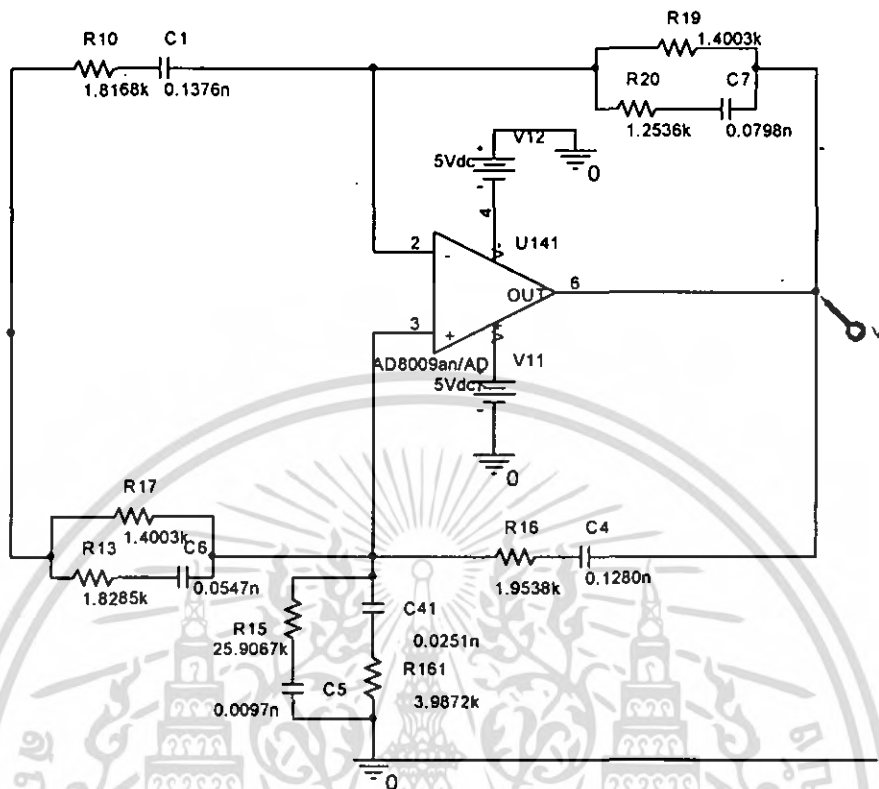 R10 C1
1.8168k 0.1376n
R19
1.4003k
R20 C7
1.2536k 0.0798n
V12
5Vdc
0
4
U141
2
-
OUT
6
3
+
V
AD8009an/AD
V11
5Vdc
-
0
R17
1.4003k
R13 C6
1.8285k 0.0547n
R16 C4
1.9538k 0.1280n
C41
0.0251n
R15
25.9067k
R161
3.9872k
C5
0.0097n
0